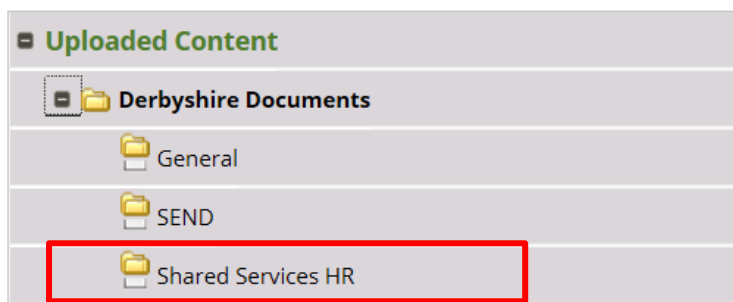 Uploaded Content
Derbyshire Documents
General
SEND
Shared Services HR